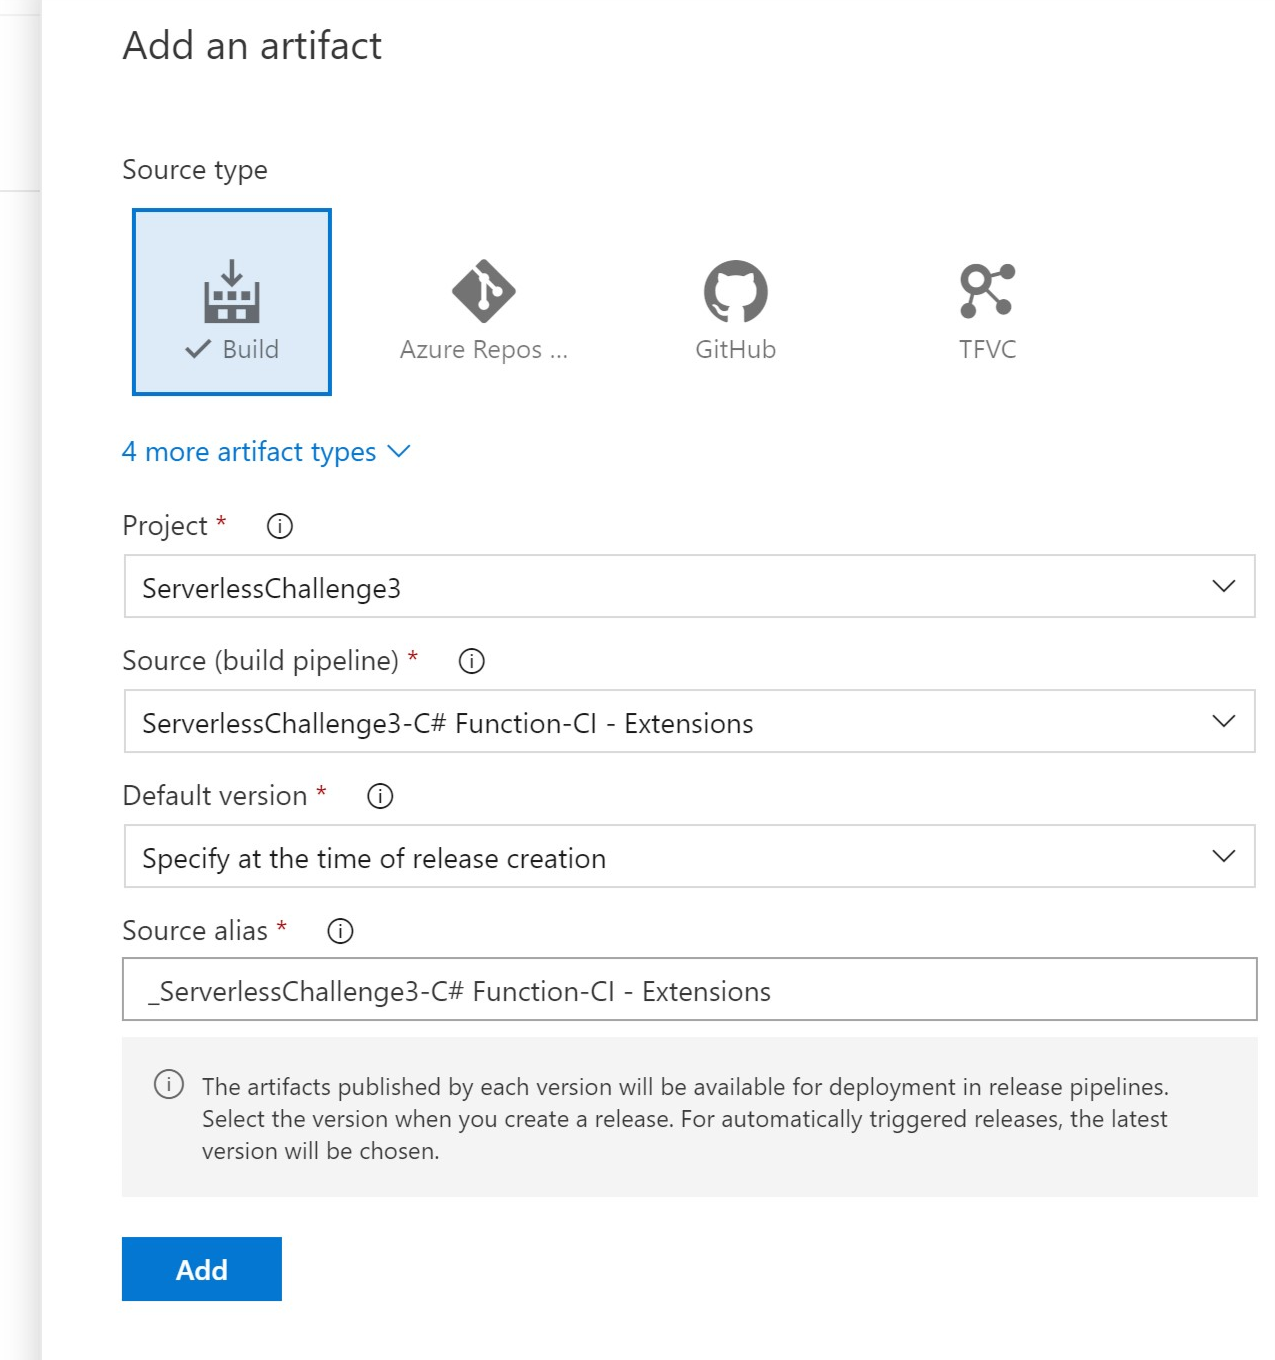 Add an artifact
Source type
Build
Azure Repos ...
GitHub
TFVC
4 more artifact types
Project *
ServerlessChallenge3
Source (build pipeline) *
ServerlessChallenge3-C# Function-CI - Extensions
Default version *
Specify at the time of release creation
Source alias *
_ServerlessChallenge3-C# Function-CI - Extensions
The artifacts published by each version will be available for deployment in release pipelines.
Select the version when you create a release. For automatically triggered releases, the latest
version will be chosen.
Add